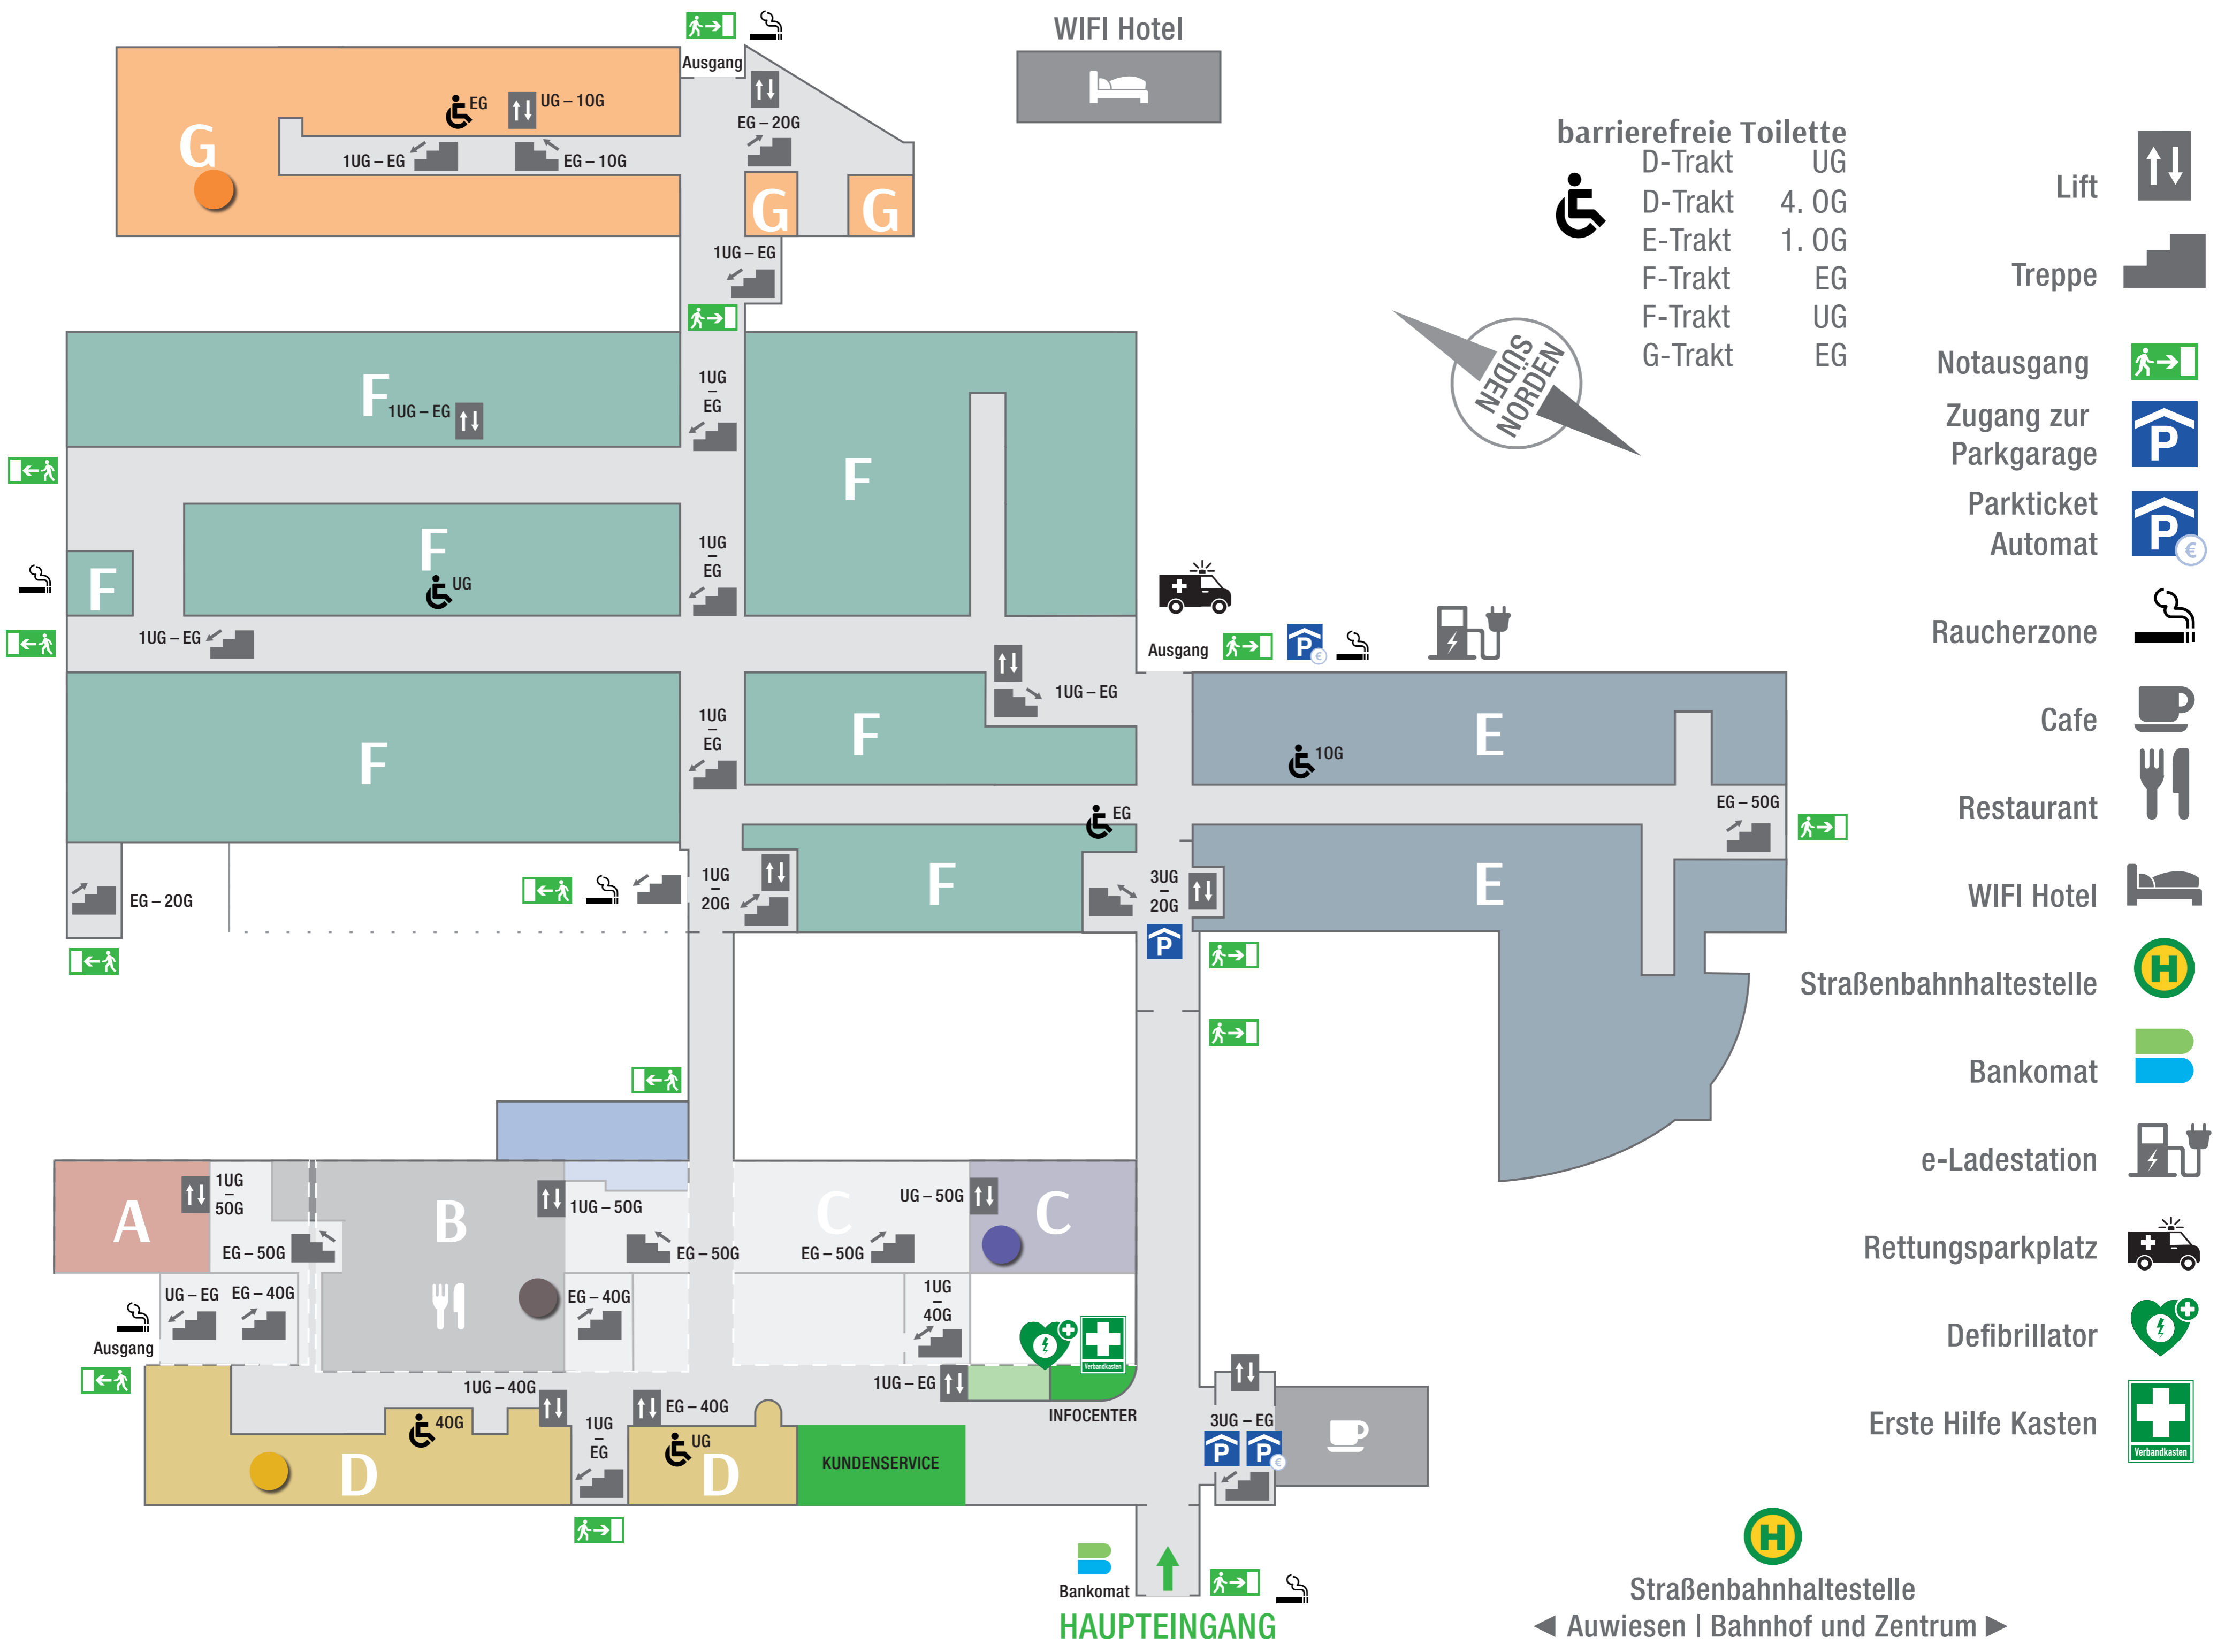 WIFI Hotel
Ausgang
EG
UG – 1OG
G
1UG – EG
EG – 1OG
EG – 2OG
G
G
1UG – EG
barrierefreie Toilette
D-Trakt UG
D-Trakt 4. OG
E-Trakt 1. OG
F-Trakt EG
F-Trakt UG
G-Trakt EG
SÜDEN
NORDEN
Lift
Treppe
Notausgang
Zugang zur
Parkgarage
P
Parkticket
Automat
P
€
Raucherzone
Cafe
Restaurant
WIFI Hotel
Straßenbahnhaltestelle
H
Bankomat
e-Ladestation
Rettungsparkplatz
Defibrillator
Erste Hilfe Kasten
Verbandkasten
F
1UG – EG
1UG
–
EG
F
F
UG
1UG
–
EG
F
1UG – EG
Ausgang
P
€
1UG – EG
F
1UG
–
EG
F
E
1OG
EG – 5OG
EG
EG – 2OG
1UG
–
2OG
F
3UG
–
2OG
E
P
A
1UG
–
5OG
EG – 5OG
B
1UG – 5OG
EG – 5OG
C
EG – 5OG
UG – 5OG
C
UG – EG
EG – 4OG
EG – 4OG
1UG
–
4OG
Verbandkasten
Ausgang
1UG – 4OG
EG – 4OG
1UG – EG
INFOCENTER
4OG
D
1UG
–
EG
UG
D
KUNDENSERVICE
3UG – EG
P
P
€
Bankomat
HAUPTEINGANG
H
Straßenbahnhaltestelle
◄ Auwiesen | Bahnhof und Zentrum ►